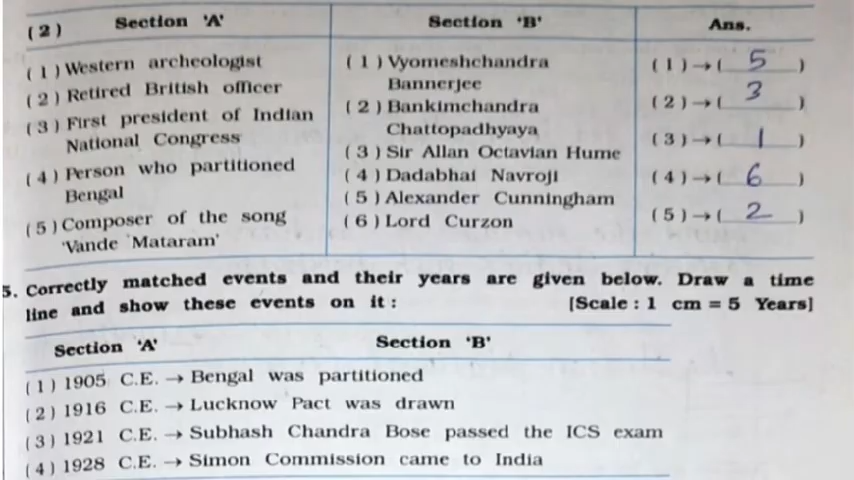 (2) Section 'A' Section 'B' Ans.
(1) Western archeologist (1) Vyomeshchandra Bannerjee (1)→( 5 )
(2) Retired British officer (2) Bankimchandra Chattopadhyaya (2)→( 3 )
(3) First president of Indian National Congress (3) Sir Allan Octavian Hume (3)→( 1 )
(4) Person who partitioned Bengal (4) Dadabhai Navroji (4)→( 6 )
(5) Composer of the song 'Vande 'Mataram' (5) Alexander Cunningham (5)→( 2 )
(6) Lord Curzon
5. Correctly matched events and their years are given below. Draw a time
line and show these events on it : [Scale : 1 cm = 5 Years]
Section 'A' Section 'B'
(1) 1905 C.E. → Bengal was partitioned
(2) 1916 C.E. → Lucknow Pact was drawn
(3) 1921 C.E. → Subhash Chandra Bose passed the ICS exam
(4) 1928 C.E. → Simon Commission came to India